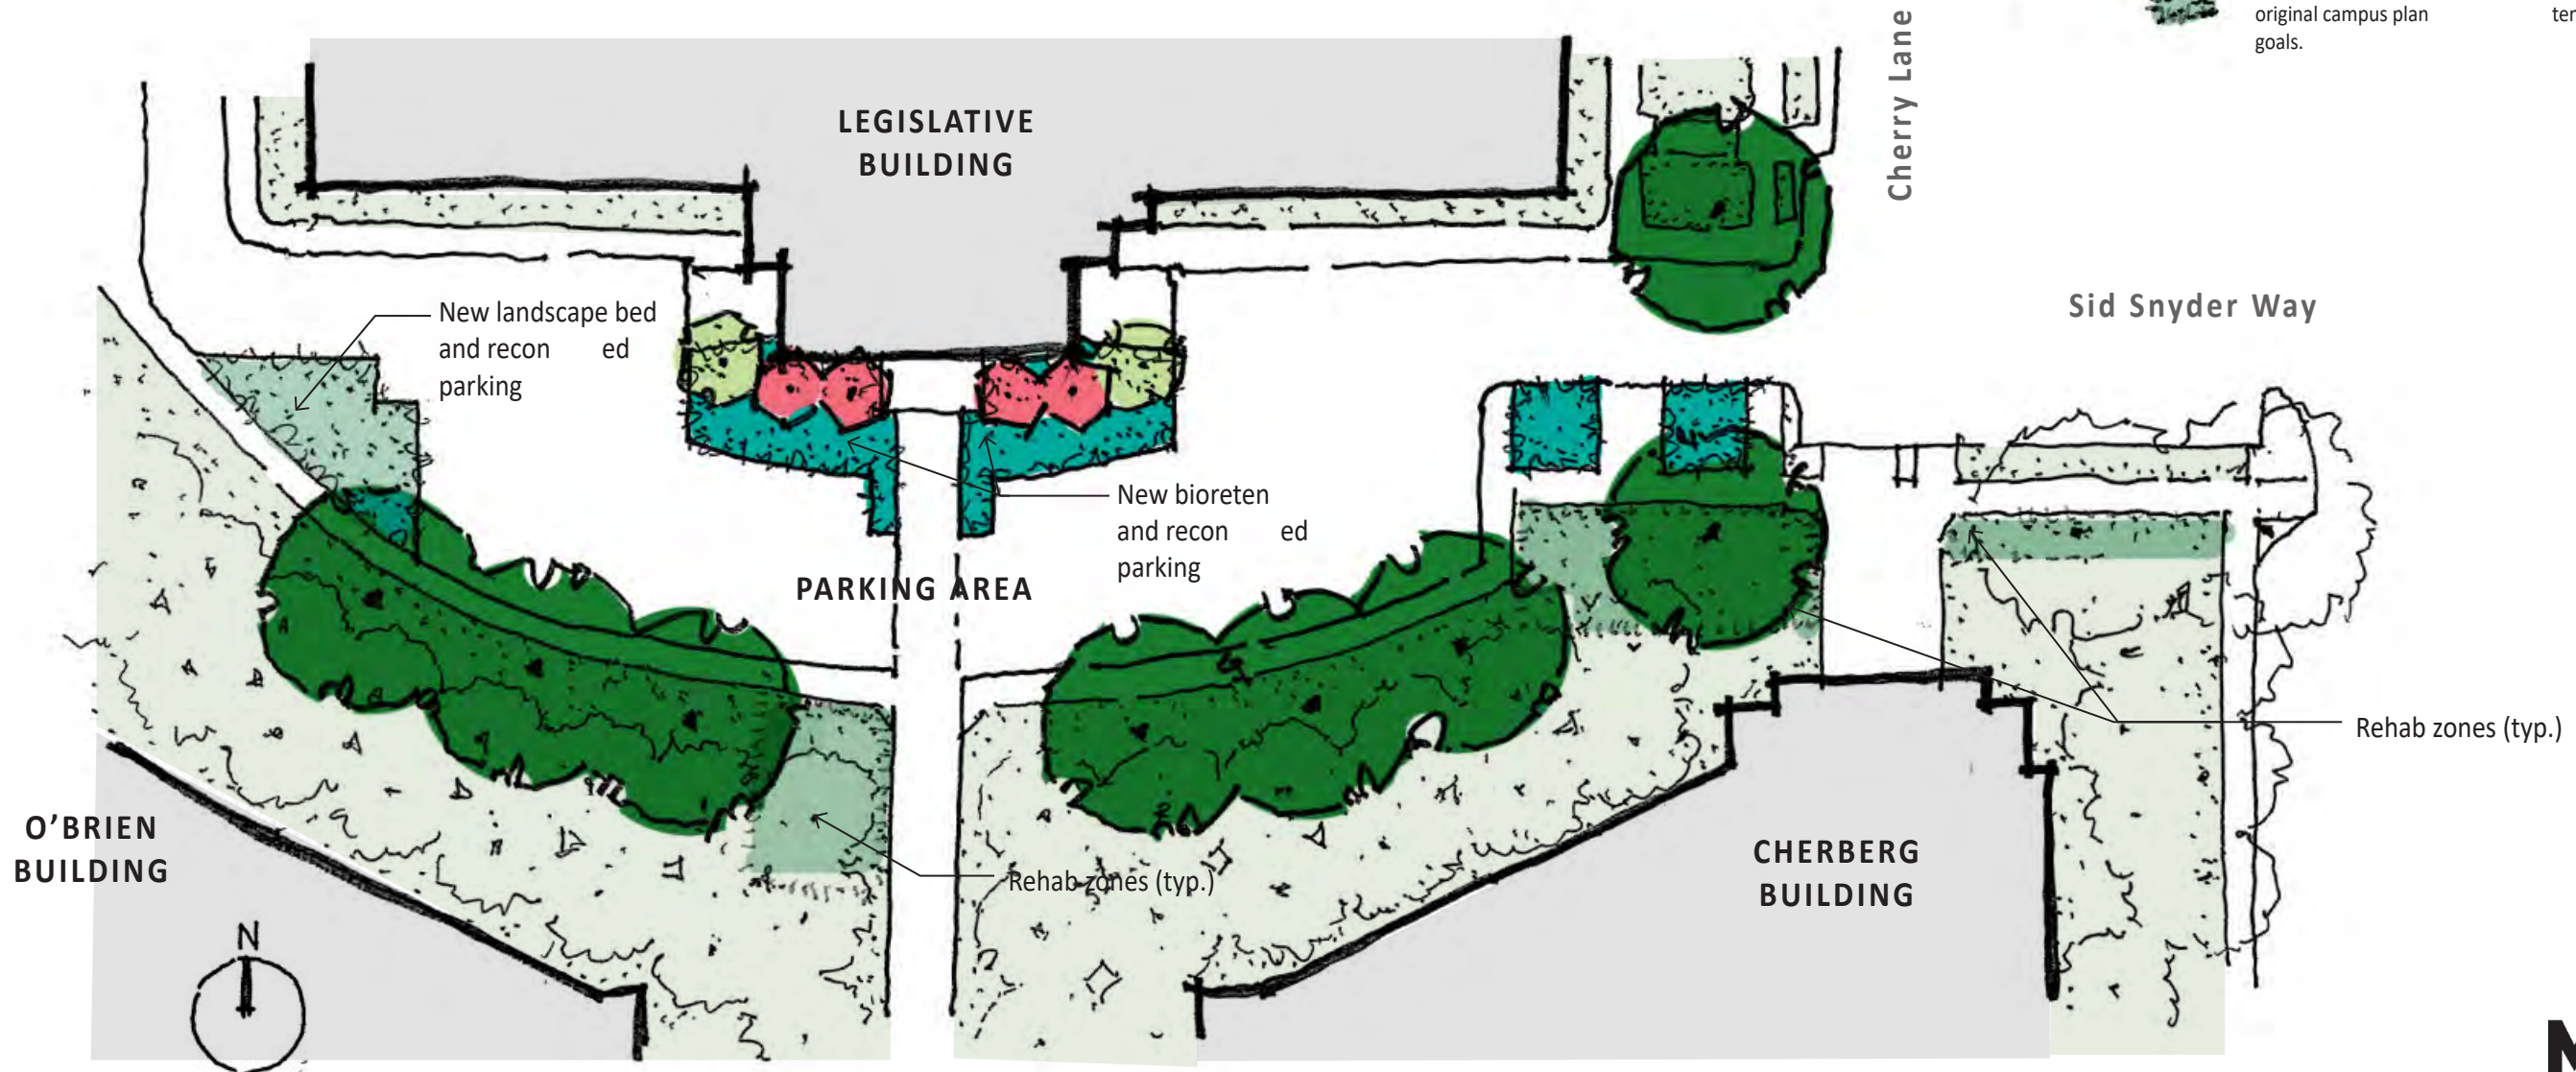 original campus plan
goals.
Cherry Lane
LEGISLATIVE
BUILDING
Sid Snyder Way
New landscape bed
and recon ed
parking
New bioreten
and recon ed
parking
PARKING AREA
Rehab zones (typ.)
Rehab zones (typ.)
O'BRIEN
BUILDING
CHERBERG
BUILDING
N